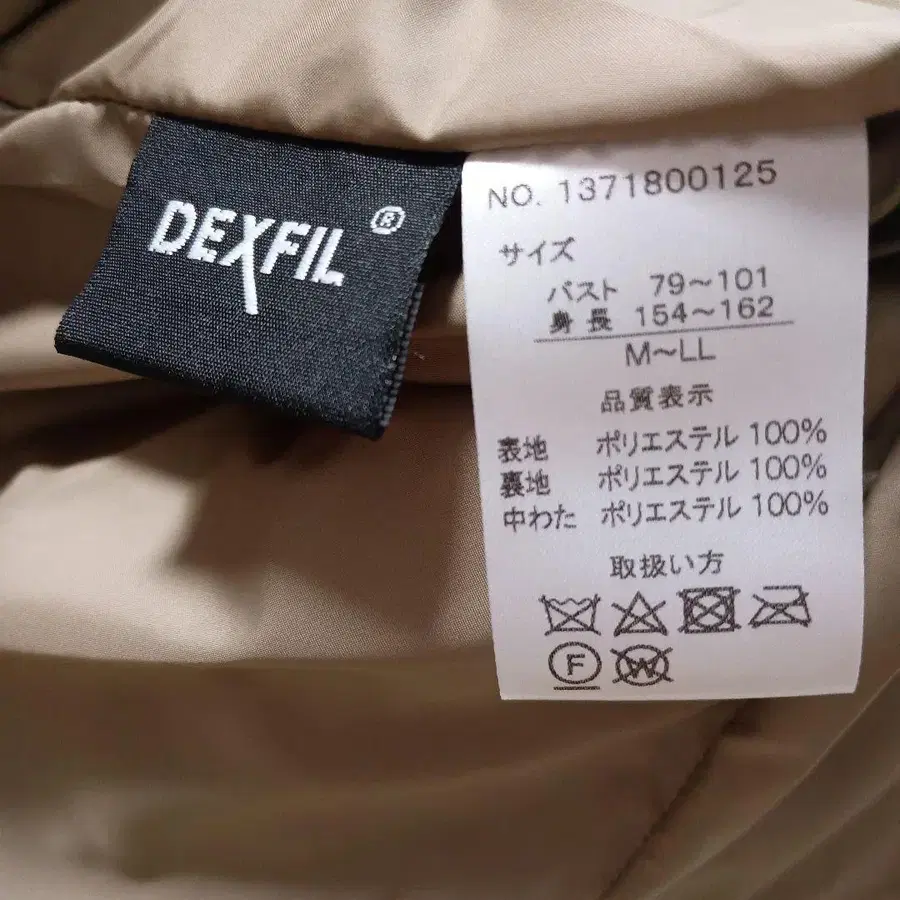 DEXFIL ®
NO. 1371800125
サイズ
バスト 79～101
身長 154～162
M～LL
品質表示
表地 ポリエステル 100%
裏地 ポリエステル 100%
中わた ポリエステル 100%
取扱い方
F W